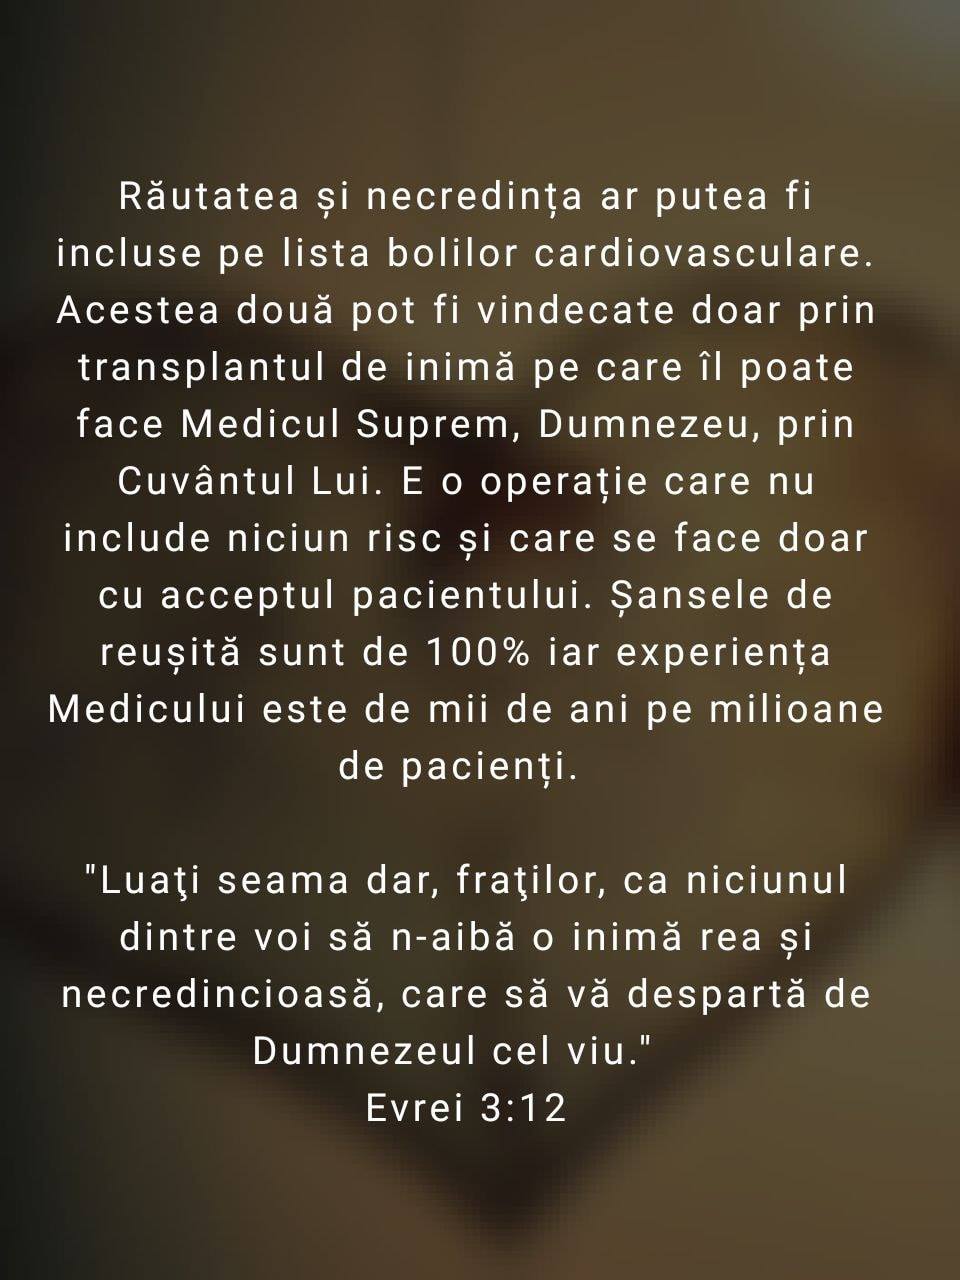 Răutatea și necredința ar putea fi
incluse pe lista bolilor cardiovasculare.
Acestea două pot fi vindecate doar prin
transplantul de inimă pe care îl poate
face Medicul Suprem, Dumnezeu, prin
Cuvântul Lui. E o operație care nu
include niciun risc și care se face doar
cu acceptul pacientului. Șansele de
reușită sunt de 100% iar experiența
Medicului este de mii de ani pe milioane
de pacienți.
"Luaţi seama dar, fraţilor, ca niciunul
dintre voi să n-aibă o inimă rea și
necredincioasă, care să vă despartă de
Dumnezeul cel viu."
Evrei 3:12